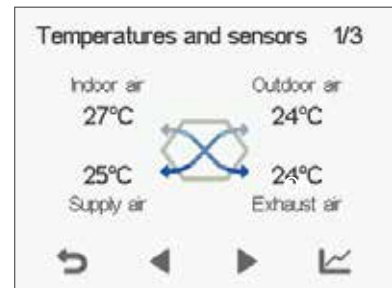 Temperatures and sensors 1/3
Indoor air Outdoor air
27°C 24°C
25°C 24°C
Supply air Exhaust air